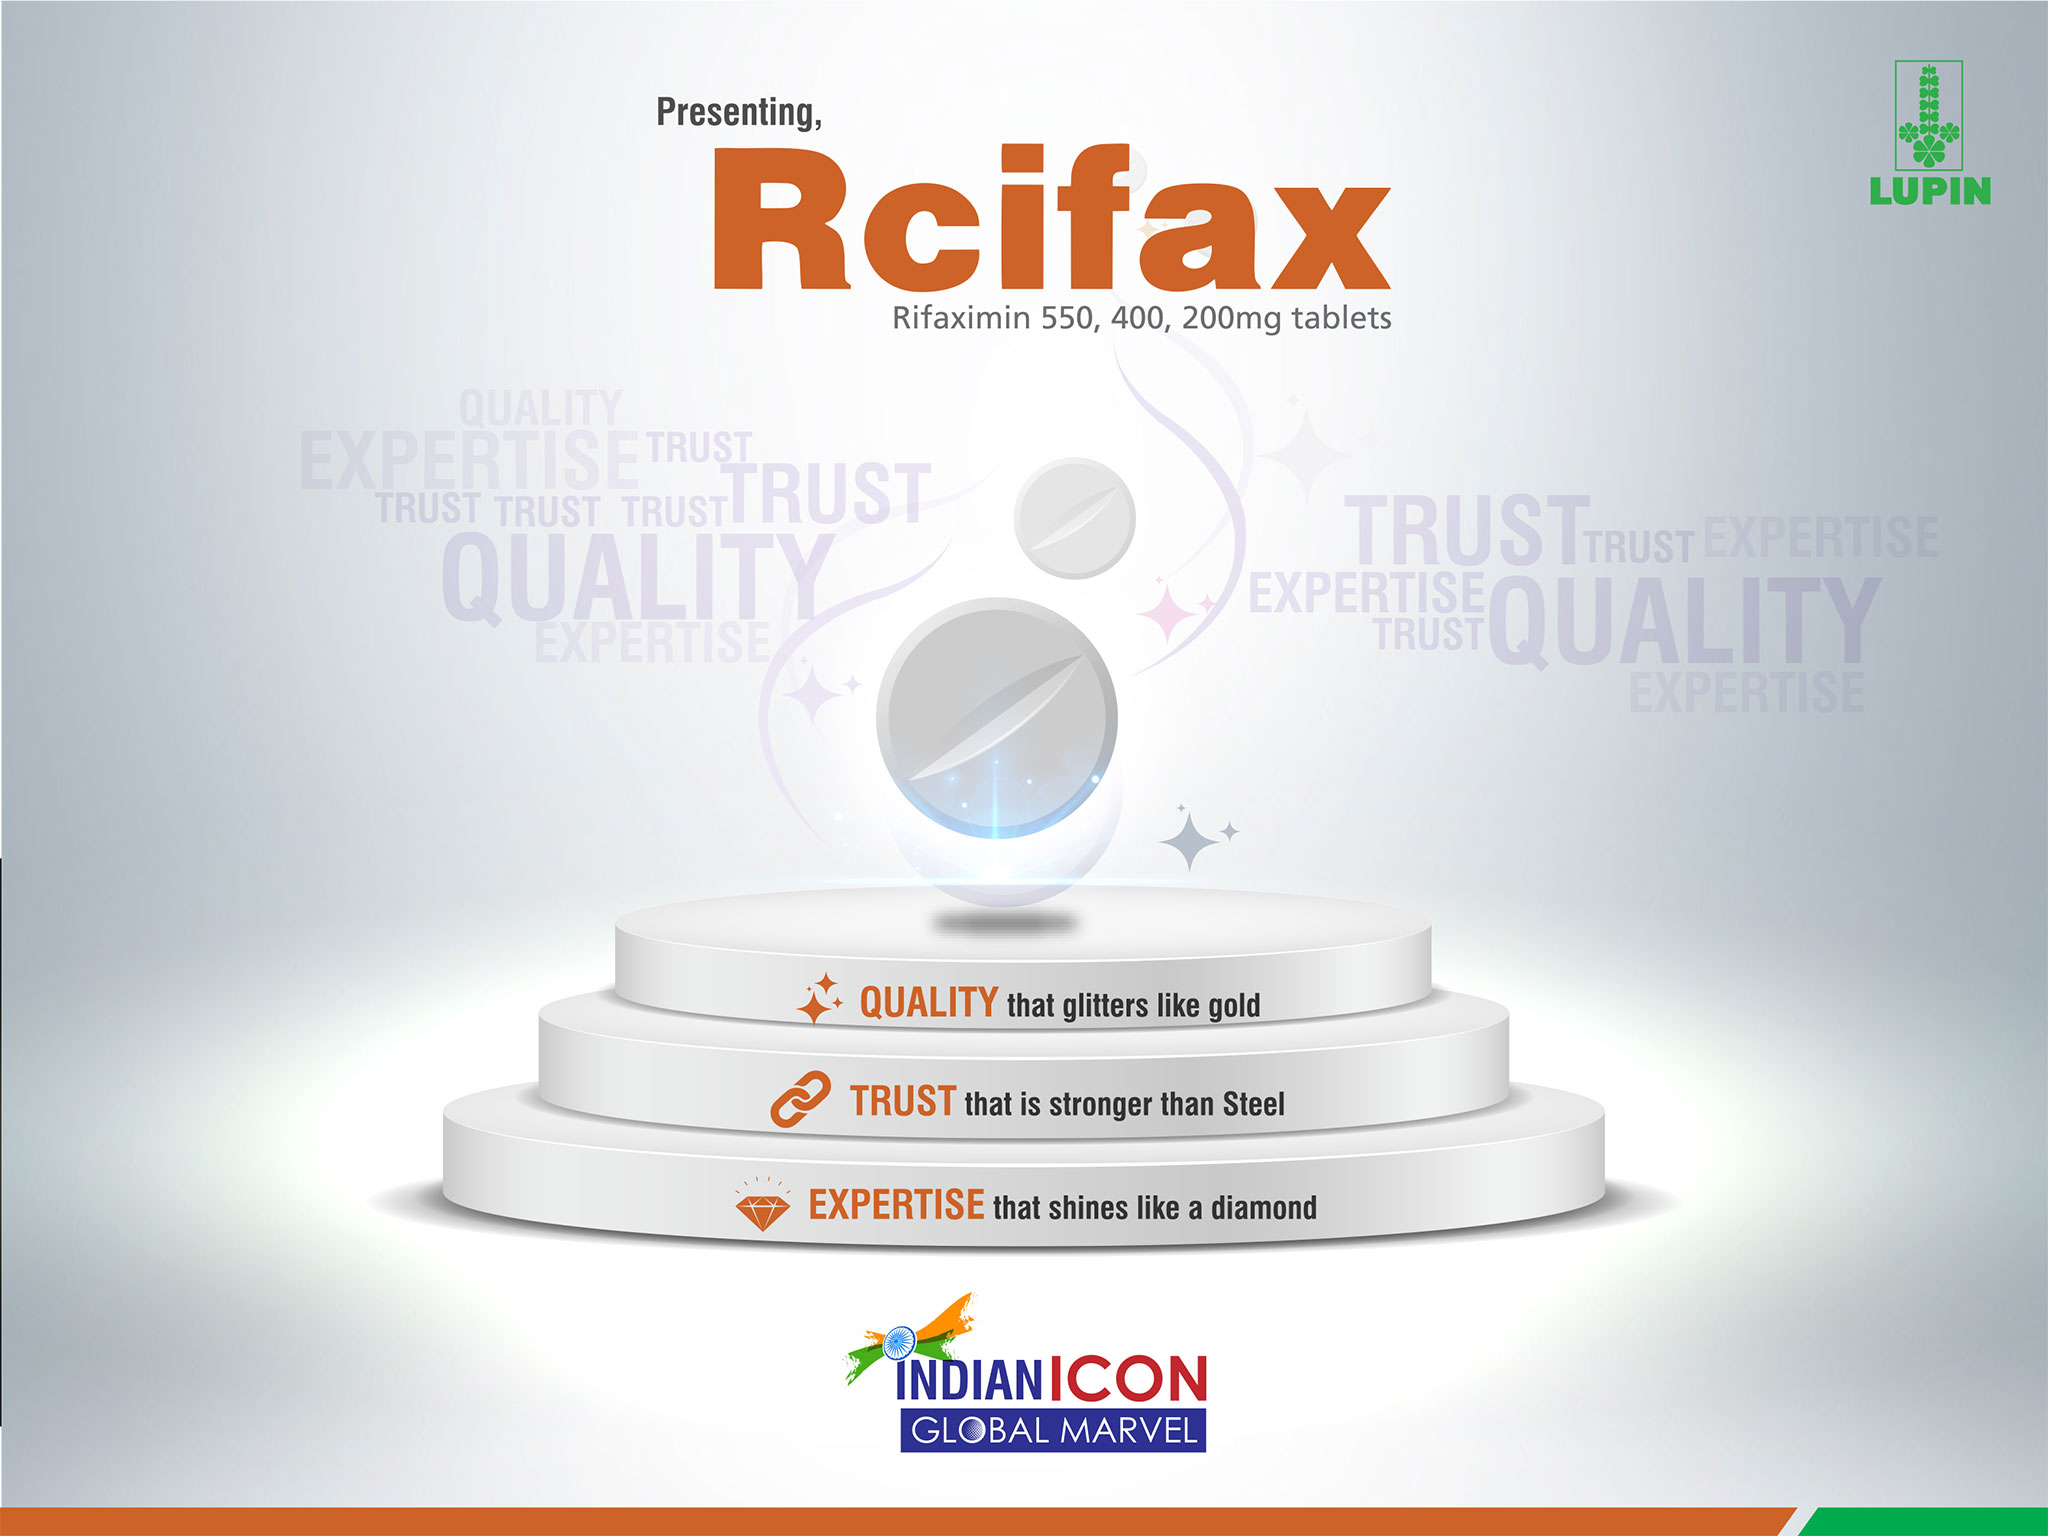 Presenting,
Rcifax
Rifaximin 550, 400, 200mg tablets
LUPIN
QUALITY
EXPERTISE TRUST
TRUST TRUST TRUST TRUST
QUALITY
EXPERTISE
TRUST TRUST EXPERTISE
EXPERTISE QUALITY
TRUST
EXPERTISE
QUALITY that glitters like gold
TRUST that is stronger than Steel
EXPERTISE that shines like a diamond
INDIAN ICON
GLOBAL MARVEL